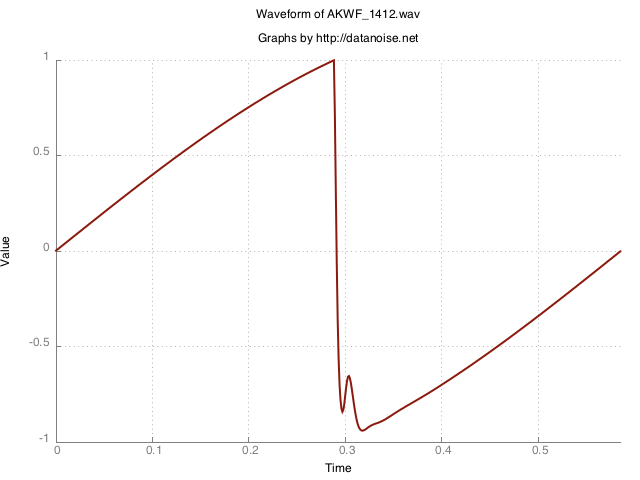 Waveform of AKWF_1412.wav
Graphs by http://datanoise.net
1
0.5
0
-0.5
-1
Value
0 0.1 0.2 0.3 0.4 0.5
Time